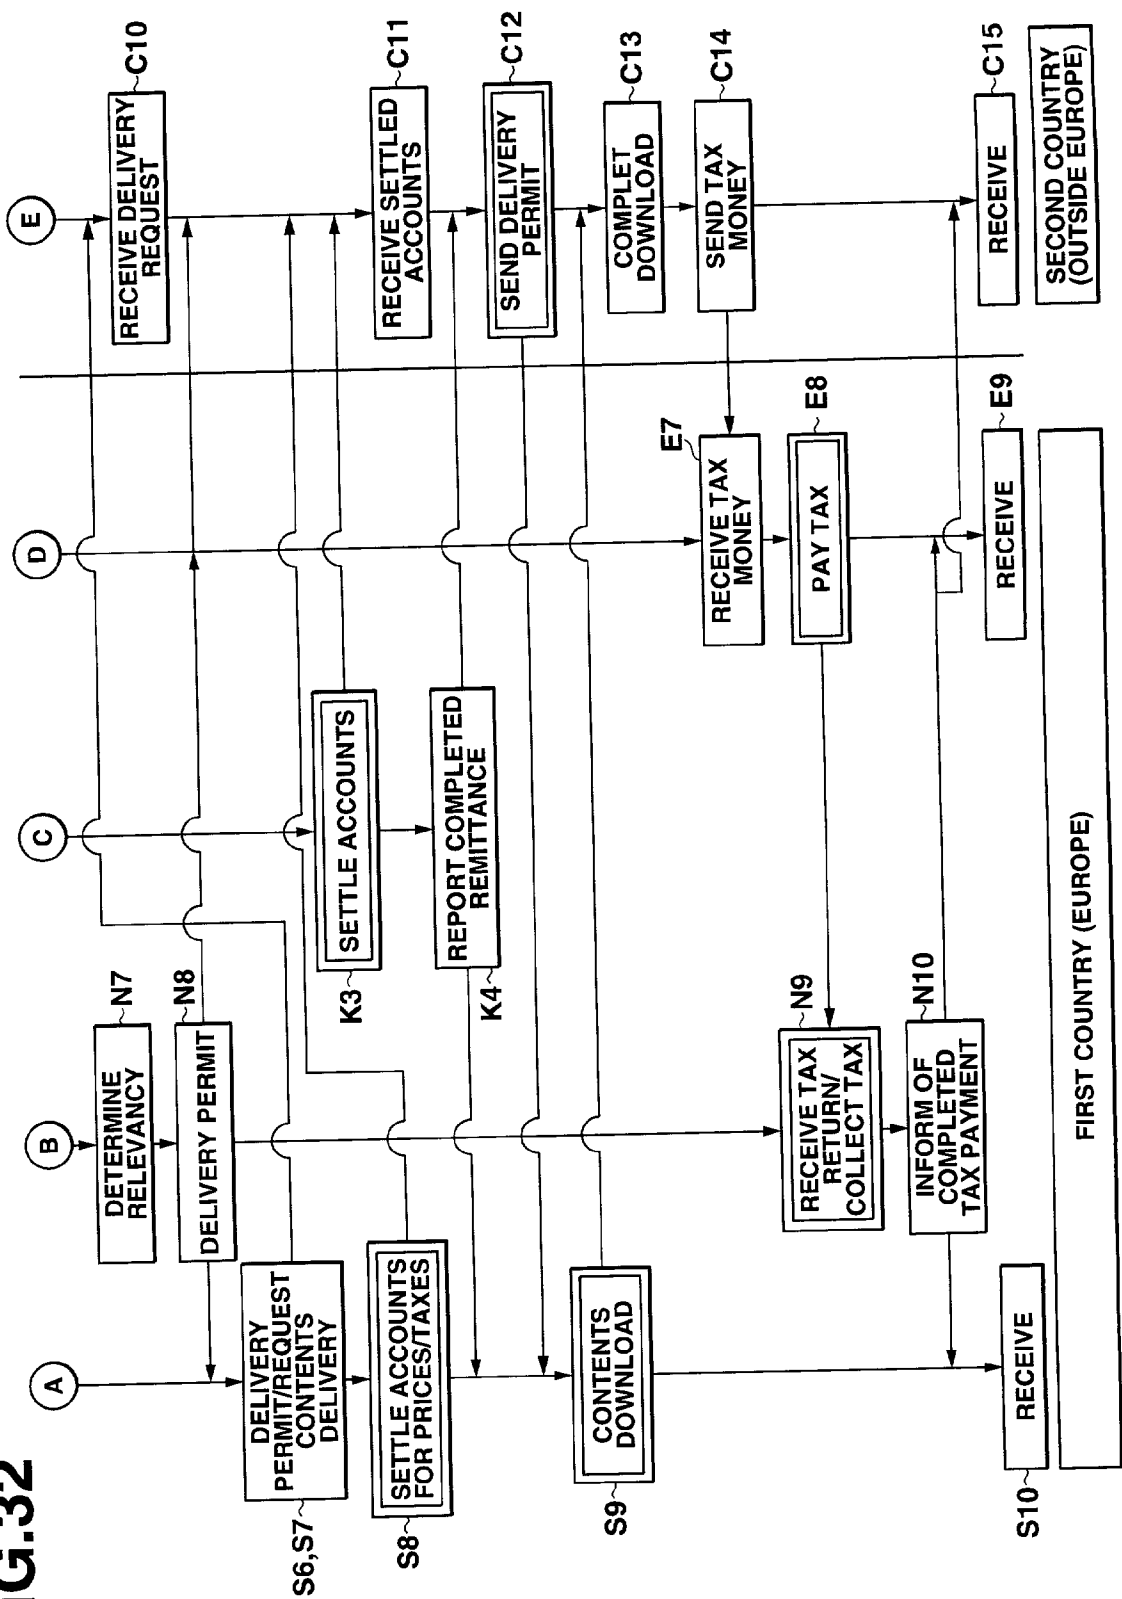 IG.32
A
B
C
D
E
DETERMINE
RELEVANCY
N7
DELIVERY PERMIT
N8
DELIVERY
PERMIT/REQUEST
CONTENTS
DELIVERY
S6,S7
SETTLE ACCOUNTS
FOR PRICES/TAXES
S8
SETTLE ACCOUNTS
K3
REPORT COMPLETED
REMITTANCE
K4
CONTENTS
DOWNLOAD
S9
RECEIVE DELIVERY
REQUEST
C10
RECEIVE SETTLED
ACCOUNTS
C11
SEND DELIVERY
PERMIT
C12
COMPLET
DOWNLOAD
C13
SEND TAX
MONEY
C14
RECEIVE TAX
MONEY
E7
PAY TAX
E8
RECEIVE TAX
RETURN/
COLLECT TAX
N9
INFORM OF
COMPLETED
TAX PAYMENT
N10
RECEIVE
S10
RECEIVE
E9
RECEIVE
C15
FIRST COUNTRY (EUROPE)
SECOND COUNTRY
(OUTSIDE EUROPE)